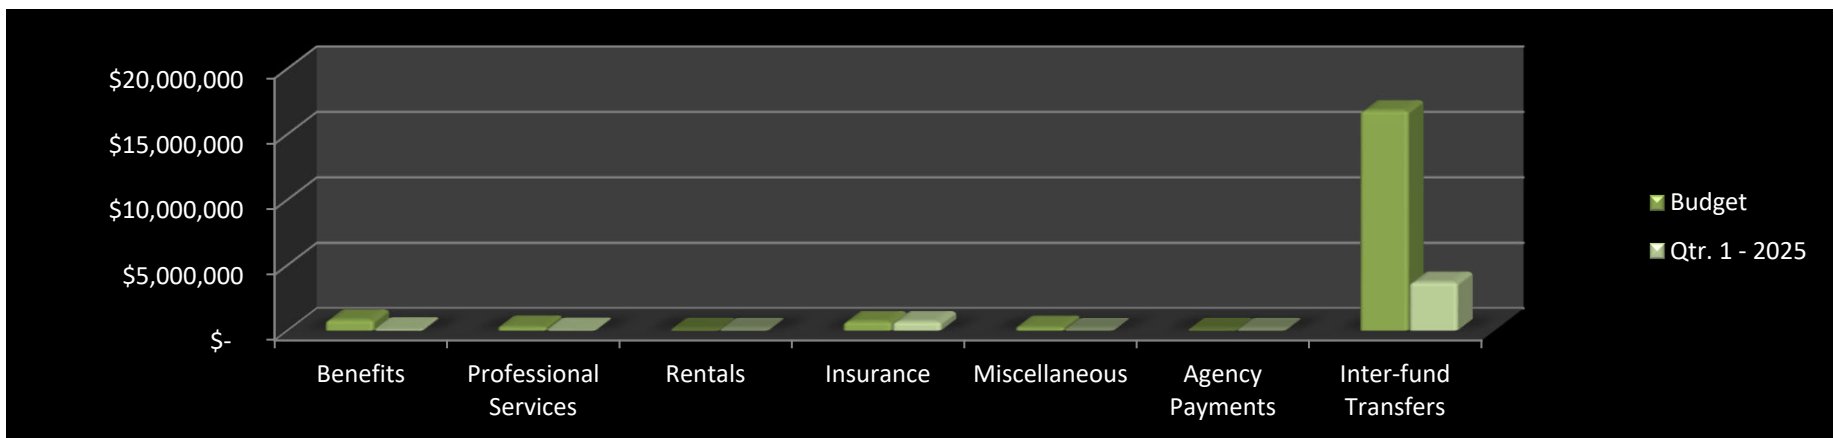 $20,000,000
$15,000,000
$10,000,000
$5,000,000
$-
Benefits
Professional
Services
Rentals
Insurance
Miscellaneous
Agency
Payments
Inter-fund
Transfers
Budget
Qtr. 1 - 2025